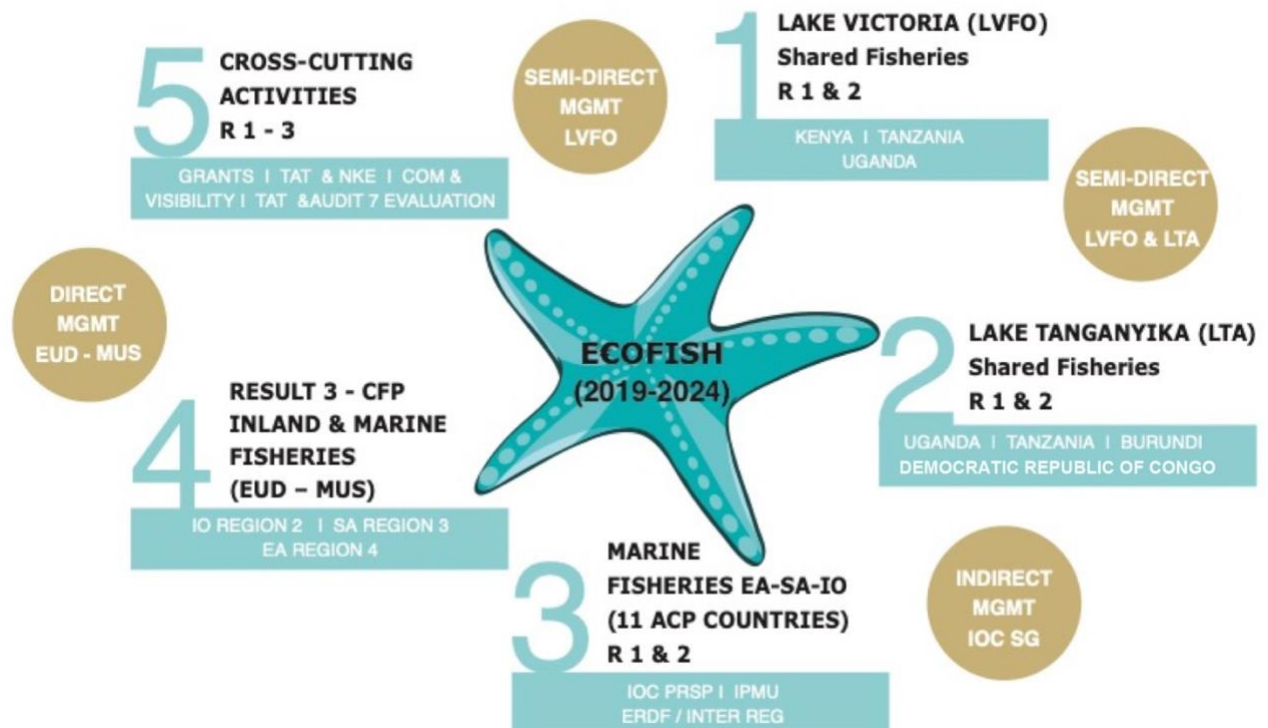 5
CROSS-CUTTING
ACTIVITIES
R 1 - 3
GRANTS I TAT & NKE I COM &
VISIBILITY I TAT &AUDIT 7 EVALUATION
SEMI-DIRECT
MGMT
LVFO
1
LAKE VICTORIA (LVFO)
Shared Fisheries
R 1 & 2
KENYA I TANZANIA
UGANDA
SEMI-DIRECT
MGMT
LVFO & LTA
DIRECT
MGMT
EUD - MUS
ECOFISH
(2019-2024)
2
LAKE TANGANYIKA (LTA)
Shared Fisheries
R 1 & 2
UGANDA I TANZANIA I BURUNDI
DEMOCRATIC REPUBLIC OF CONGO
4
RESULT 3 - CFP
INLAND & MARINE
FISHERIES
(EUD – MUS)
IO REGION 2 I SA REGION 3
EA REGION 4
3
MARINE
FISHERIES EA-SA-IO
(11 ACP COUNTRIES)
R 1 & 2
IOC PRSP I IPMU
ERDF / INTER REG
INDIRECT
MGMT
IOC SG